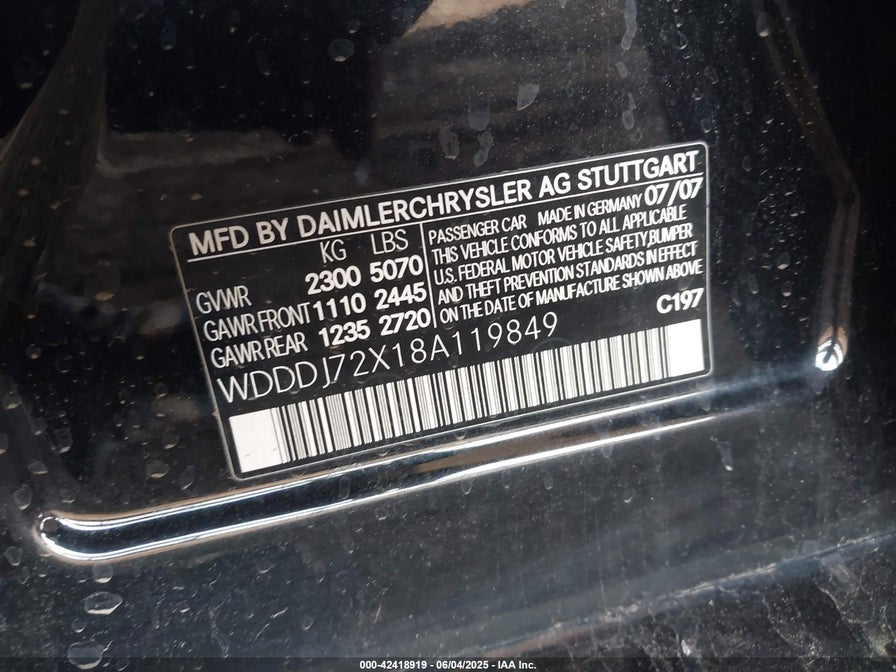 MFD BY DAIMLERCHRYSLER AG STUTTGART
KG LBS
GVWR 2300 5070
GAWR FRONT 1110 2445
GAWR REAR 1235 2720
PASSENGER CAR MADE IN GERMANY 07/07
THIS VEHICLE CONFORMS TO ALL APPLICABLE
U.S. FEDERAL MOTOR VEHICLE SAFETY, BUMPER
AND THEFT PREVENTION STANDARDS IN EFFECT
ON THE DATE OF MANUFACTURE SHOWN ABOVE
C197
WDDDJ72X18A119849
000-42418919 - 06/04/2025 - IAA Inc.